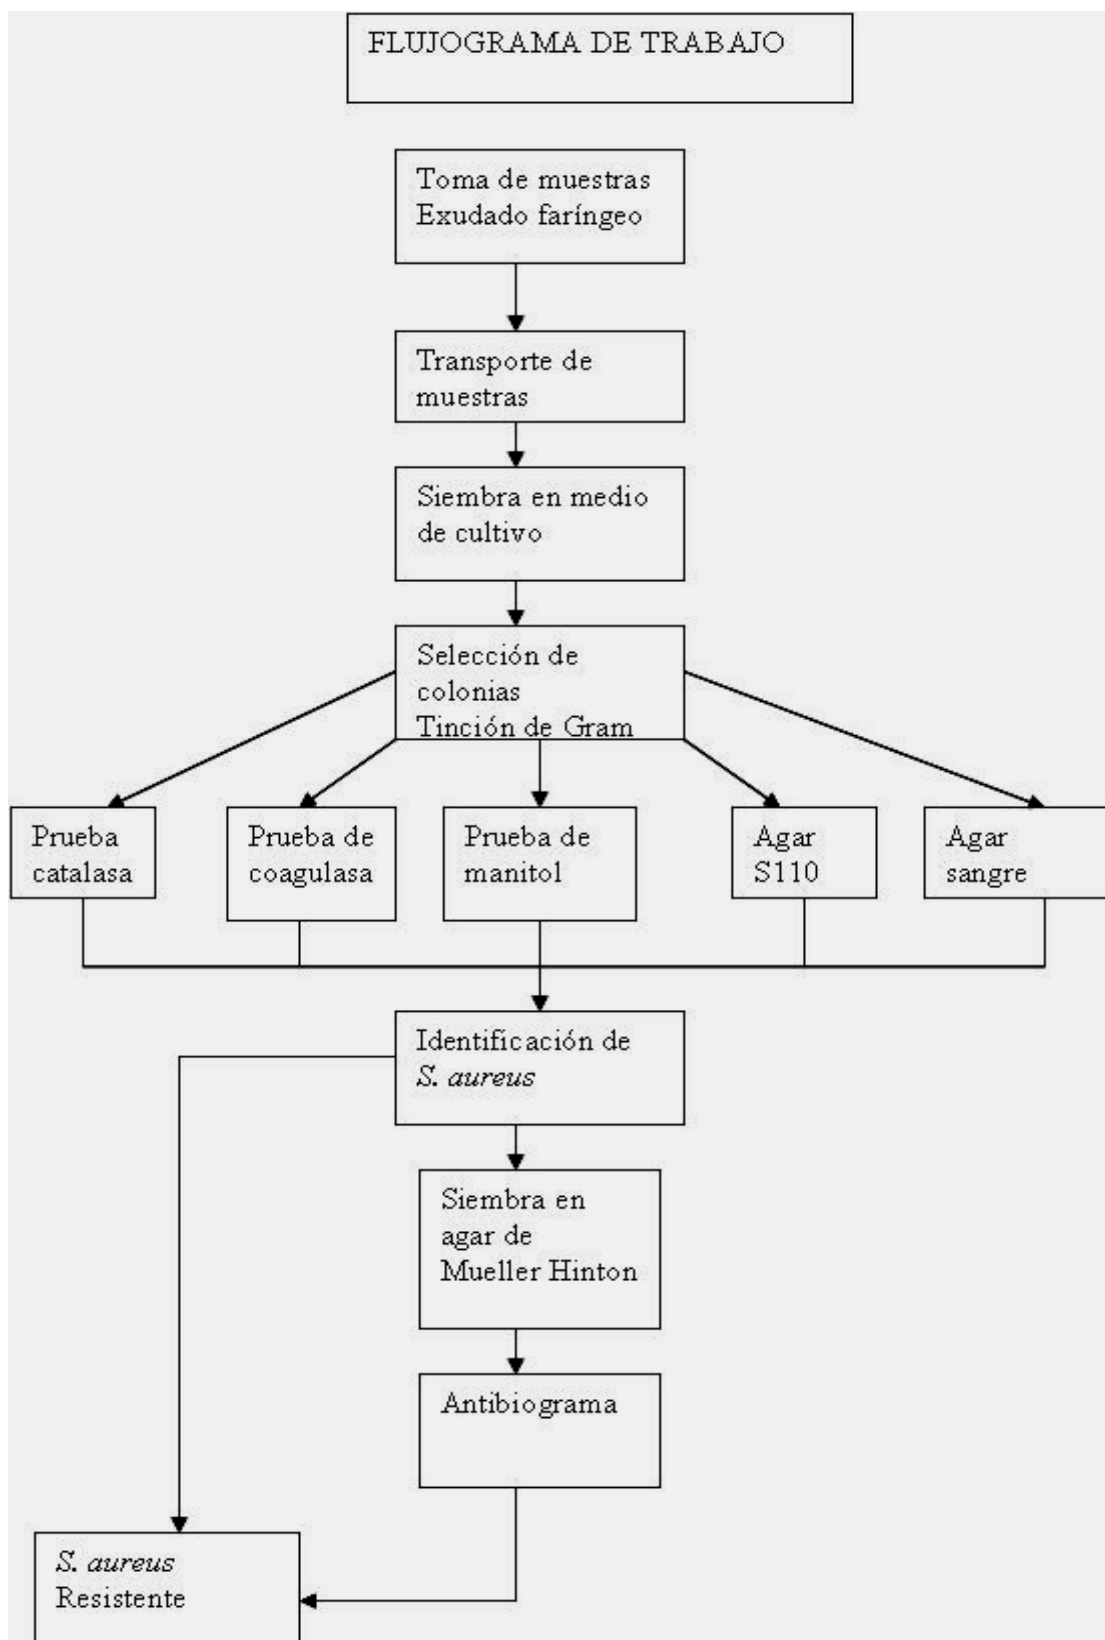 FLUJOGRAMA DE TRABAJO
Toma de muestras
Exudado faríngeo
Transporte de
muestras
Siembra en medio
de cultivo
Selección de
colonias
Tinción de Gram
Prueba
catalasa
Prueba de
coagulasa
Prueba de
manitol
Agar
S110
Agar
sangre
Identificación de
S. aureus
Siembra en
agar de
Mueller Hinton
Antibiograma
S. aureus
Resistente